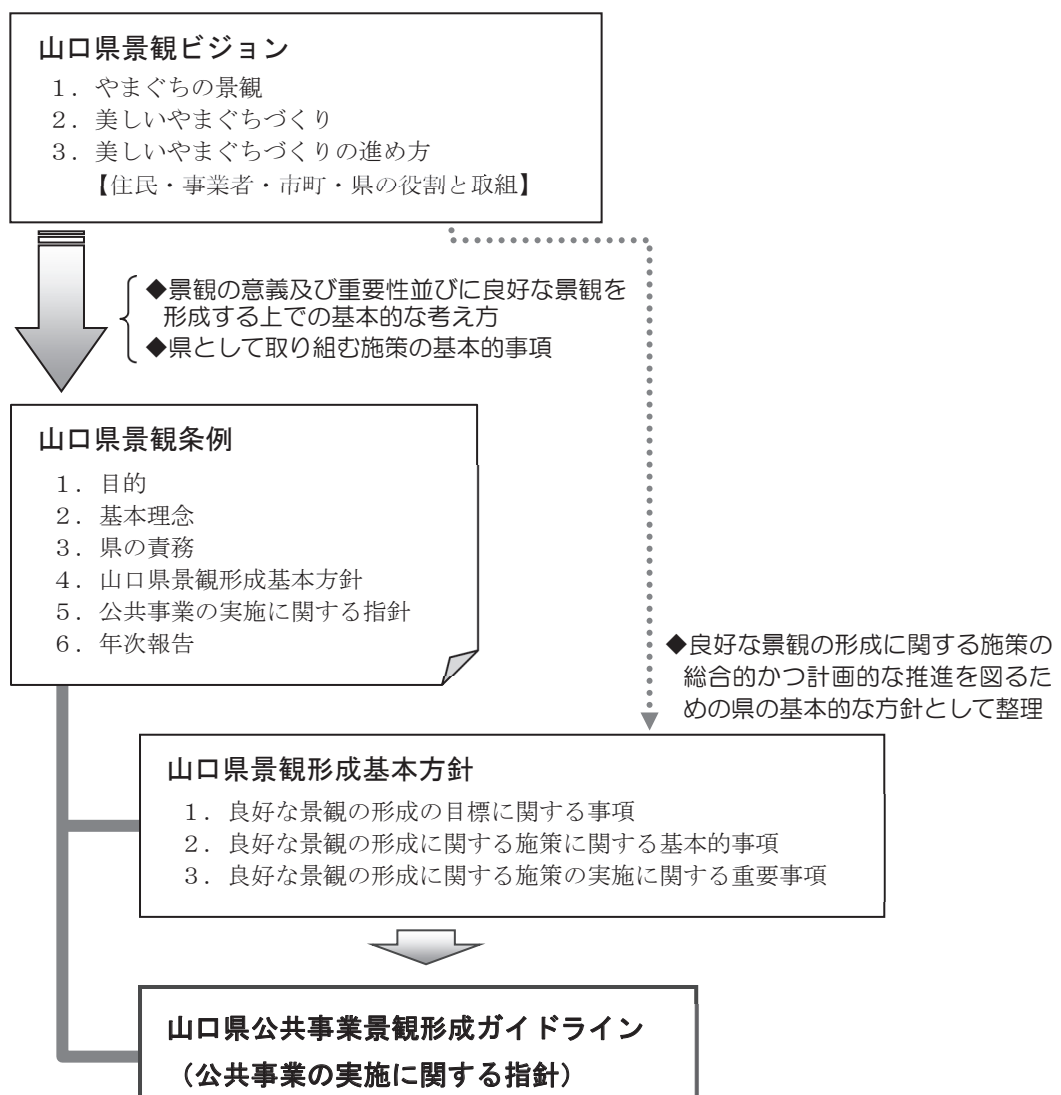 山口県景観ビジョン
１．やまぐちの景観
２．美しいやまぐちづくり
３．美しいやまぐちづくりの進め方
【住民・事業者・市町・県の役割と取組】
◆景観の意義及び重要性並びに良好な景観を
形成する上での基本的な考え方
◆県として取り組む施策の基本的事項
山口県景観条例
１．目的
２．基本理念
３．県の責務
４．山口県景観形成基本方針
５．公共事業の実施に関する指針
６．年次報告
◆良好な景観の形成に関する施策の
総合的かつ計画的な推進を図るた
めの県の基本的な方針として整理
山口県景観形成基本方針
１．良好な景観の形成の目標に関する事項
２．良好な景観の形成に関する施策に関する基本的事項
３．良好な景観の形成に関する施策の実施に関する重要事項
山口県公共事業景観形成ガイドライン
（公共事業の実施に関する指針）